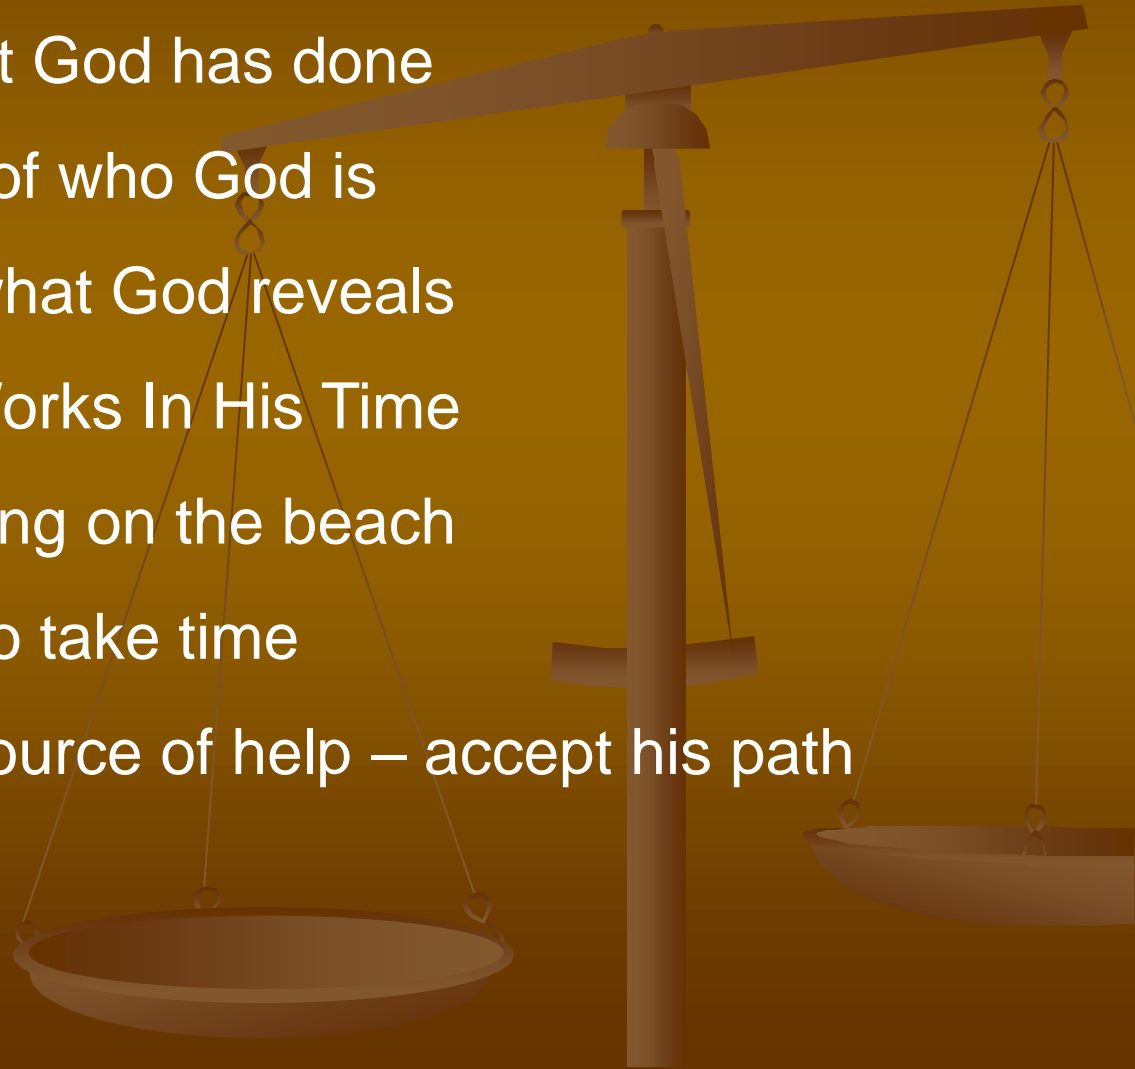 t God has done
of who God is
what God reveals
Works In His Time
ng on the beach
o take time
ource of help – accept his path